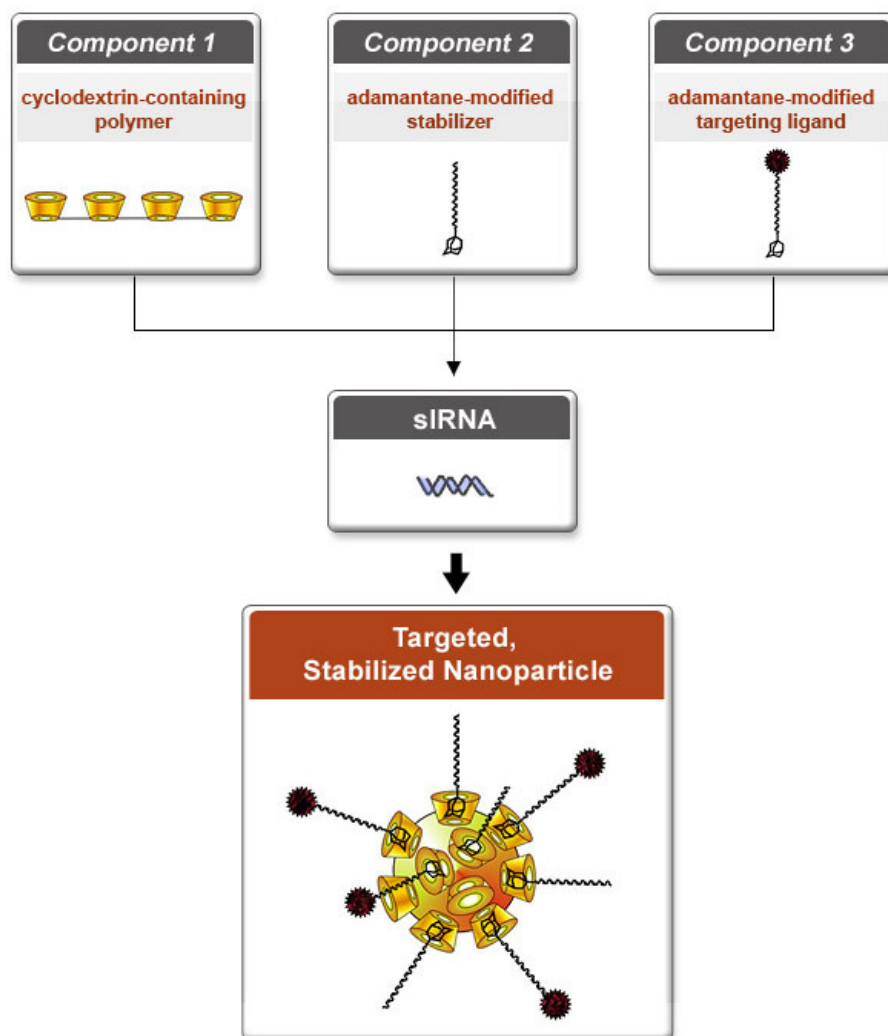 Component 1
cyclodextrin-containing
polymer
Component 2
adamantane-modified
stabilizer
Component 3
adamantane-modified
targeting ligand
sIRNA
Targeted,
Stabilized Nanoparticle